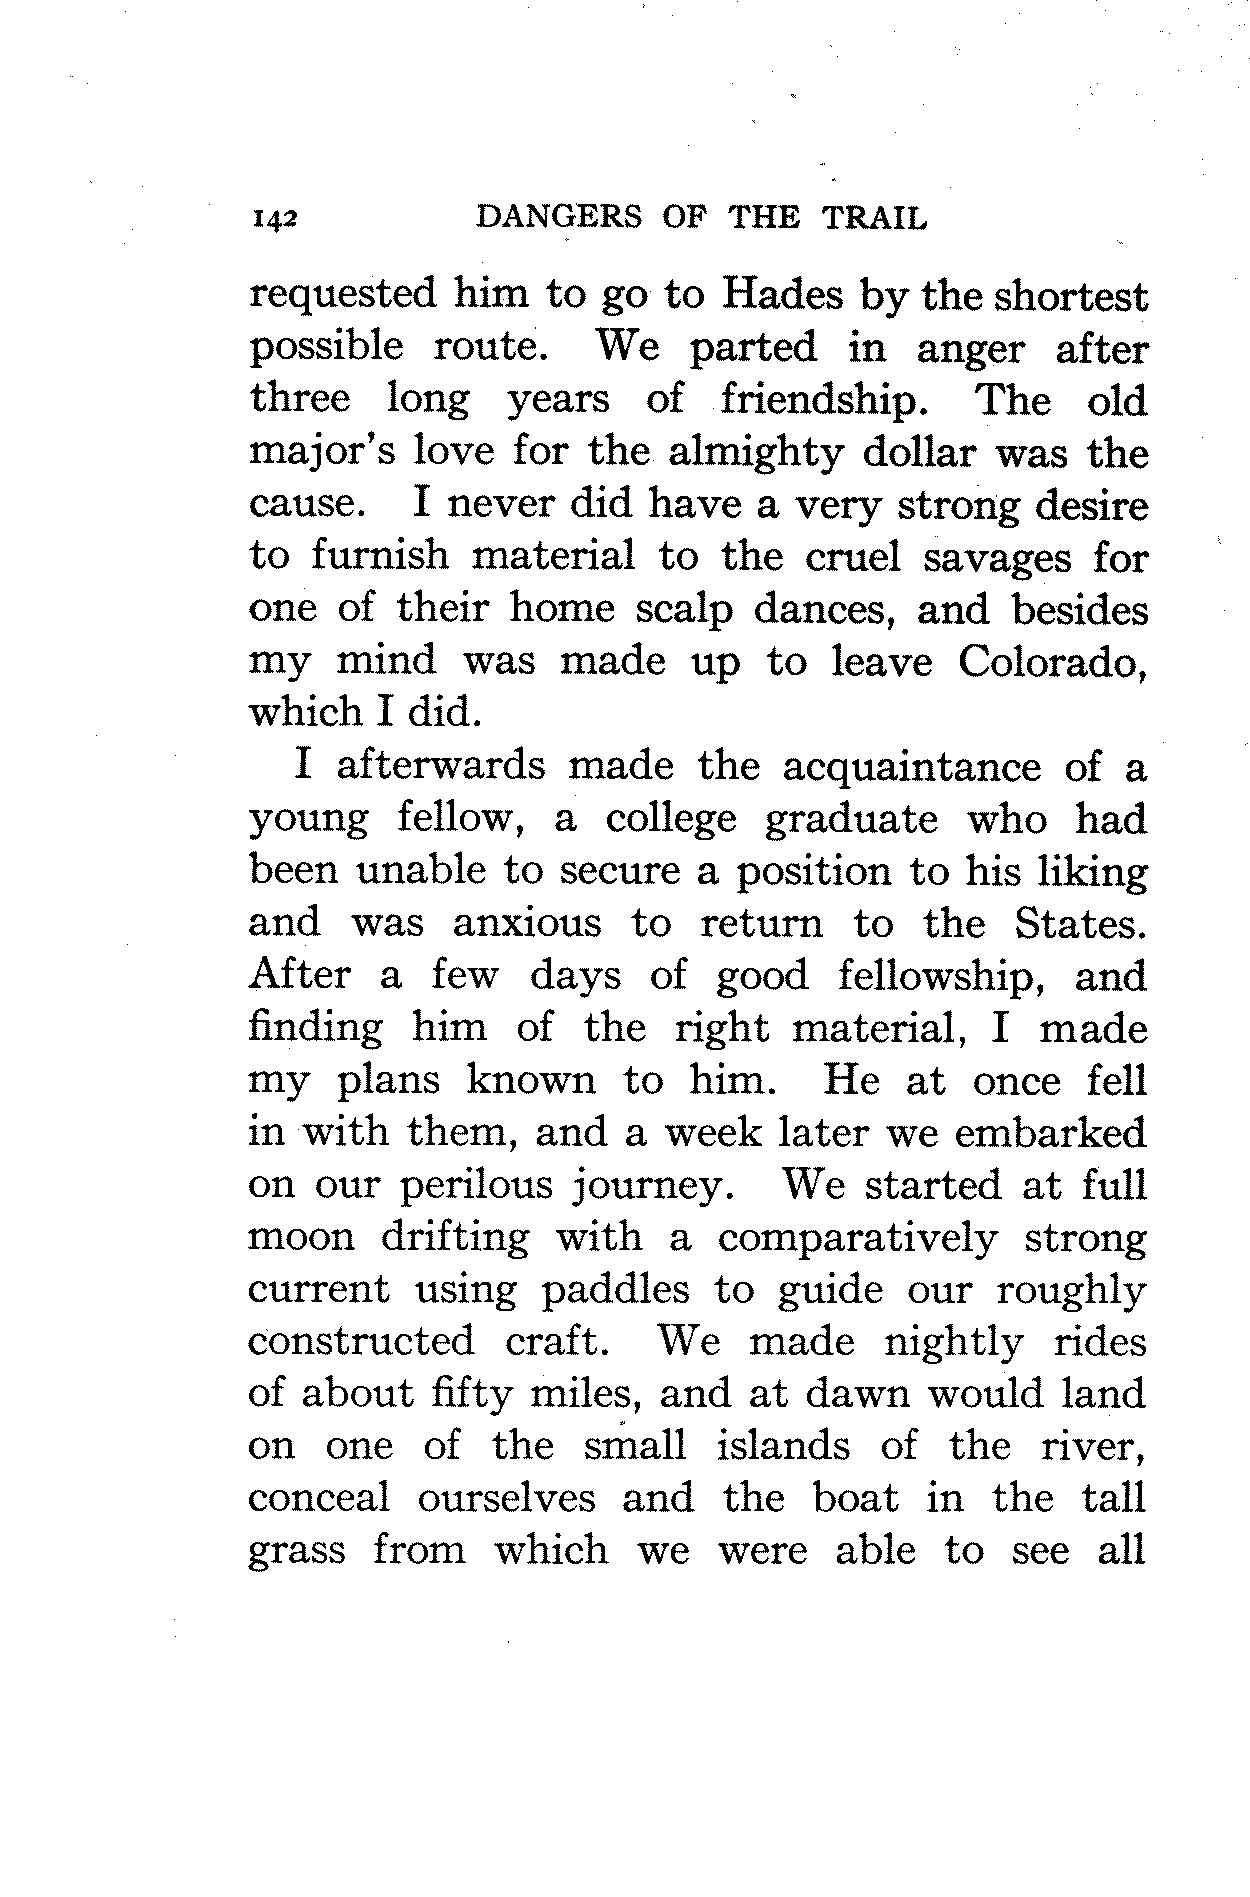 142 DANGERS OF THE TRAIL
requested him to go to Hades by the shortest
possible route. We parted in anger after
three long years of friendship. The old
major's love for the almighty dollar was the
cause. I never did have a very strong desire
to furnish material to the cruel savages for
one of their home scalp dances, and besides
my mind was made up to leave Colorado,
which I did.
I afterwards made the acquaintance of a
young fellow, a college graduate who had
been unable to secure a position to his liking
and was anxious to return to the States.
After a few days of good fellowship, and
finding him of the right material, I made
my plans known to him. He at once fell
in with them, and a week later we embarked
on our perilous journey. We started at full
moon drifting with a comparatively strong
current using paddles to guide our roughly
constructed craft. We made nightly rides
of about fifty miles, and at dawn would land
on one of the small islands of the river,
conceal ourselves and the boat in the tall
grass from which we were able to see all